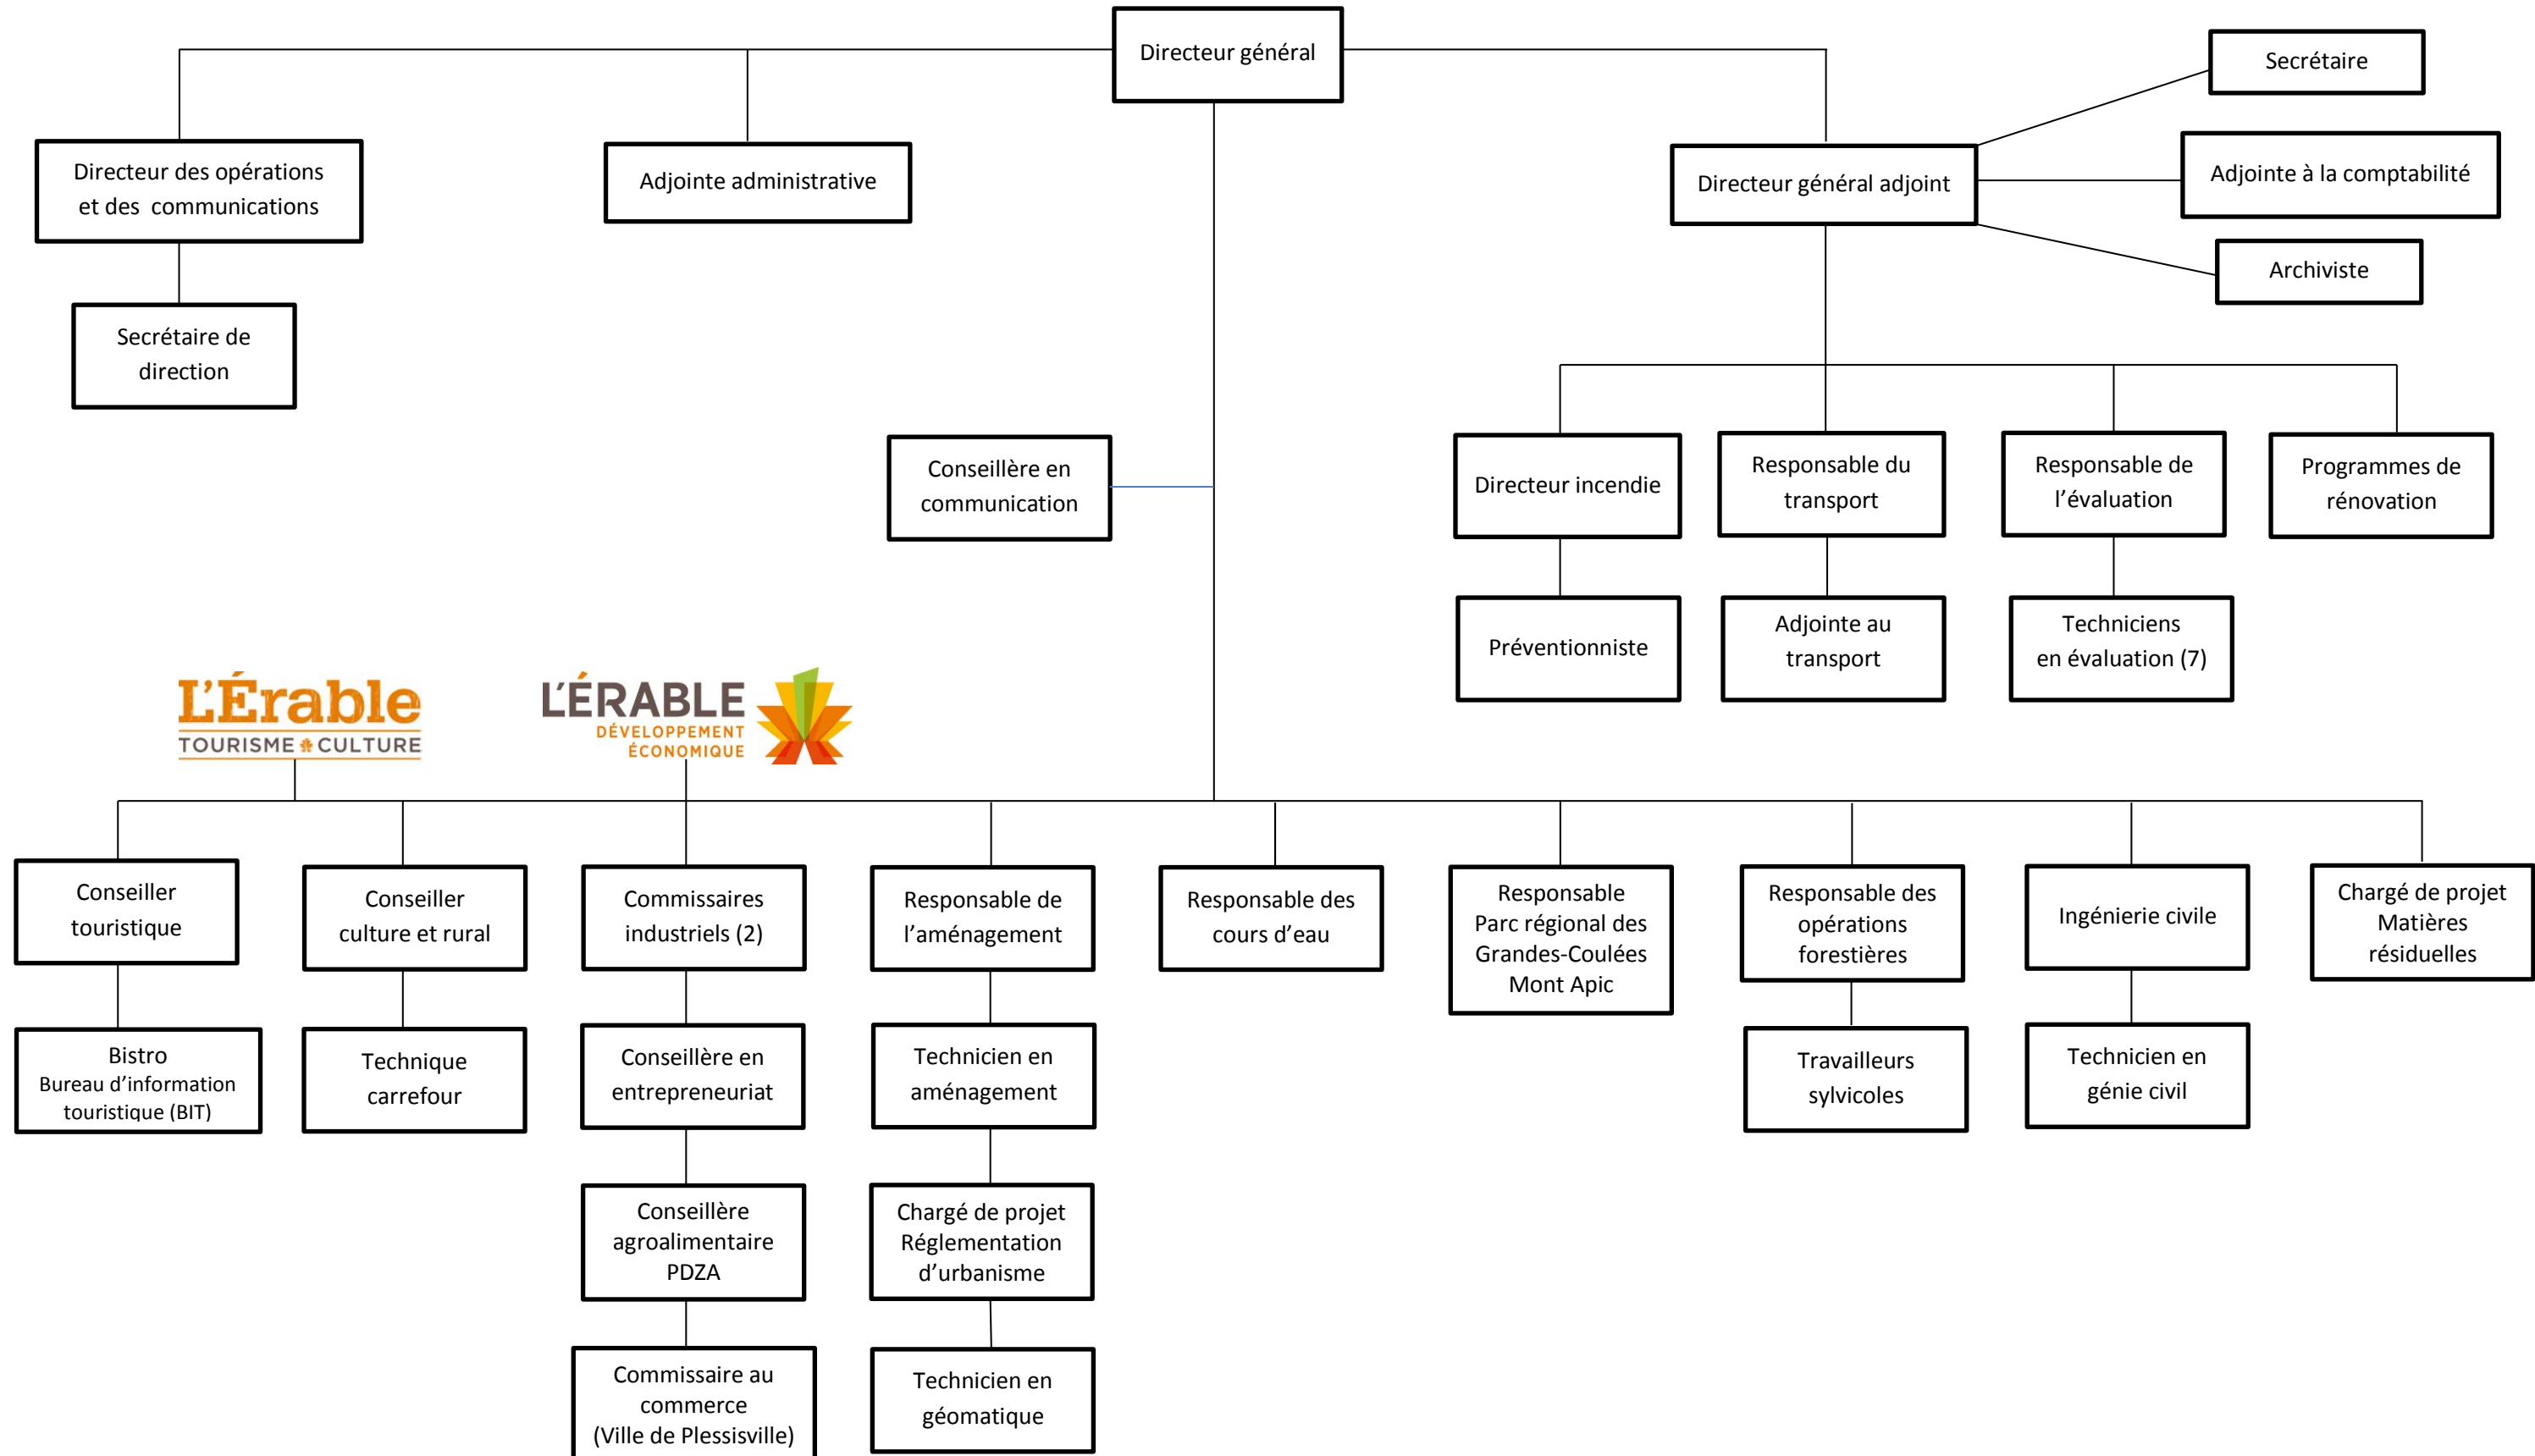 Directeur général
Secrétaire
Directeur des opérations
et des  communications
Adjointe administrative
Directeur général adjoint
Adjointe à la comptabilité
Archiviste
Secrétaire de
direction
Conseillère en
communication
Directeur incendie
Responsable du
transport
Responsable de
l’évaluation
Programmes de
rénovation
Préventionniste
Adjointe au
transport
Techniciens
en évaluation (7)
L'Érable
TOURISME CULTURE
L'ÉRABLE
DÉVELOPPEMENT
ÉCONOMIQUE
Conseiller
touristique
Conseiller
culture et rural
Commissaires
industriels (2)
Responsable de
l’aménagement
Responsable des
cours d’eau
Responsable
Parc régional des
Grandes-Coulées
Mont Apic
Responsable des
opérations
forestières
Ingénierie civile
Chargé de projet
Matières
résiduelles
Bistro
Bureau d’information
touristique (BIT)
Technique
carrefour
Conseillère en
entrepreneuriat
Technicien en
aménagement
Travailleurs
sylvicoles
Technicien en
génie civil
Conseillère
agroalimentaire
PDZA
Chargé de projet
Réglementation
d’urbanisme
Commissaire au
commerce
(Ville de Plessisville)
Technicien en
géomatique